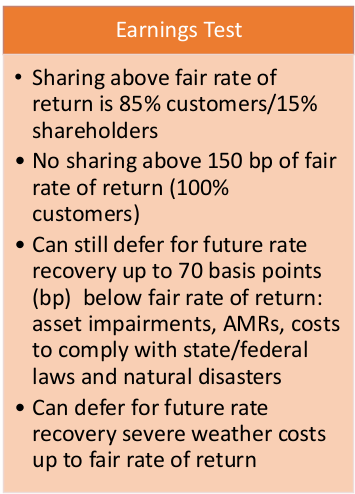 Earnings Test
• Sharing above fair rate of
return is 85% customers/15%
shareholders
• No sharing above 150 bp of fair
rate of return (100%
customers)
• Can still defer for future rate
recovery up to 70 basis points
(bp)  below fair rate of return:
asset impairments, AMRs, costs
to comply with state/federal
laws and natural disasters
• Can defer for future rate
recovery severe weather costs
up to fair rate of return